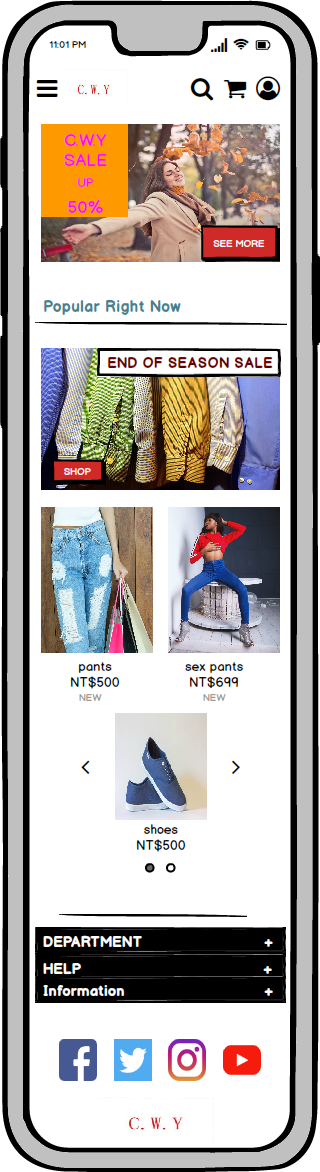 11:01 PM
C.W.Y
C.W.Y
SALE
UP
50%
SEE MORE
Popular Right Now
END OF SEASON SALE
SHOP
pants
NT$500
NEW
sex pants
NT$699
NEW
shoes
NT$500
DEPARTMENT +
HELP +
Information +
C.W.Y